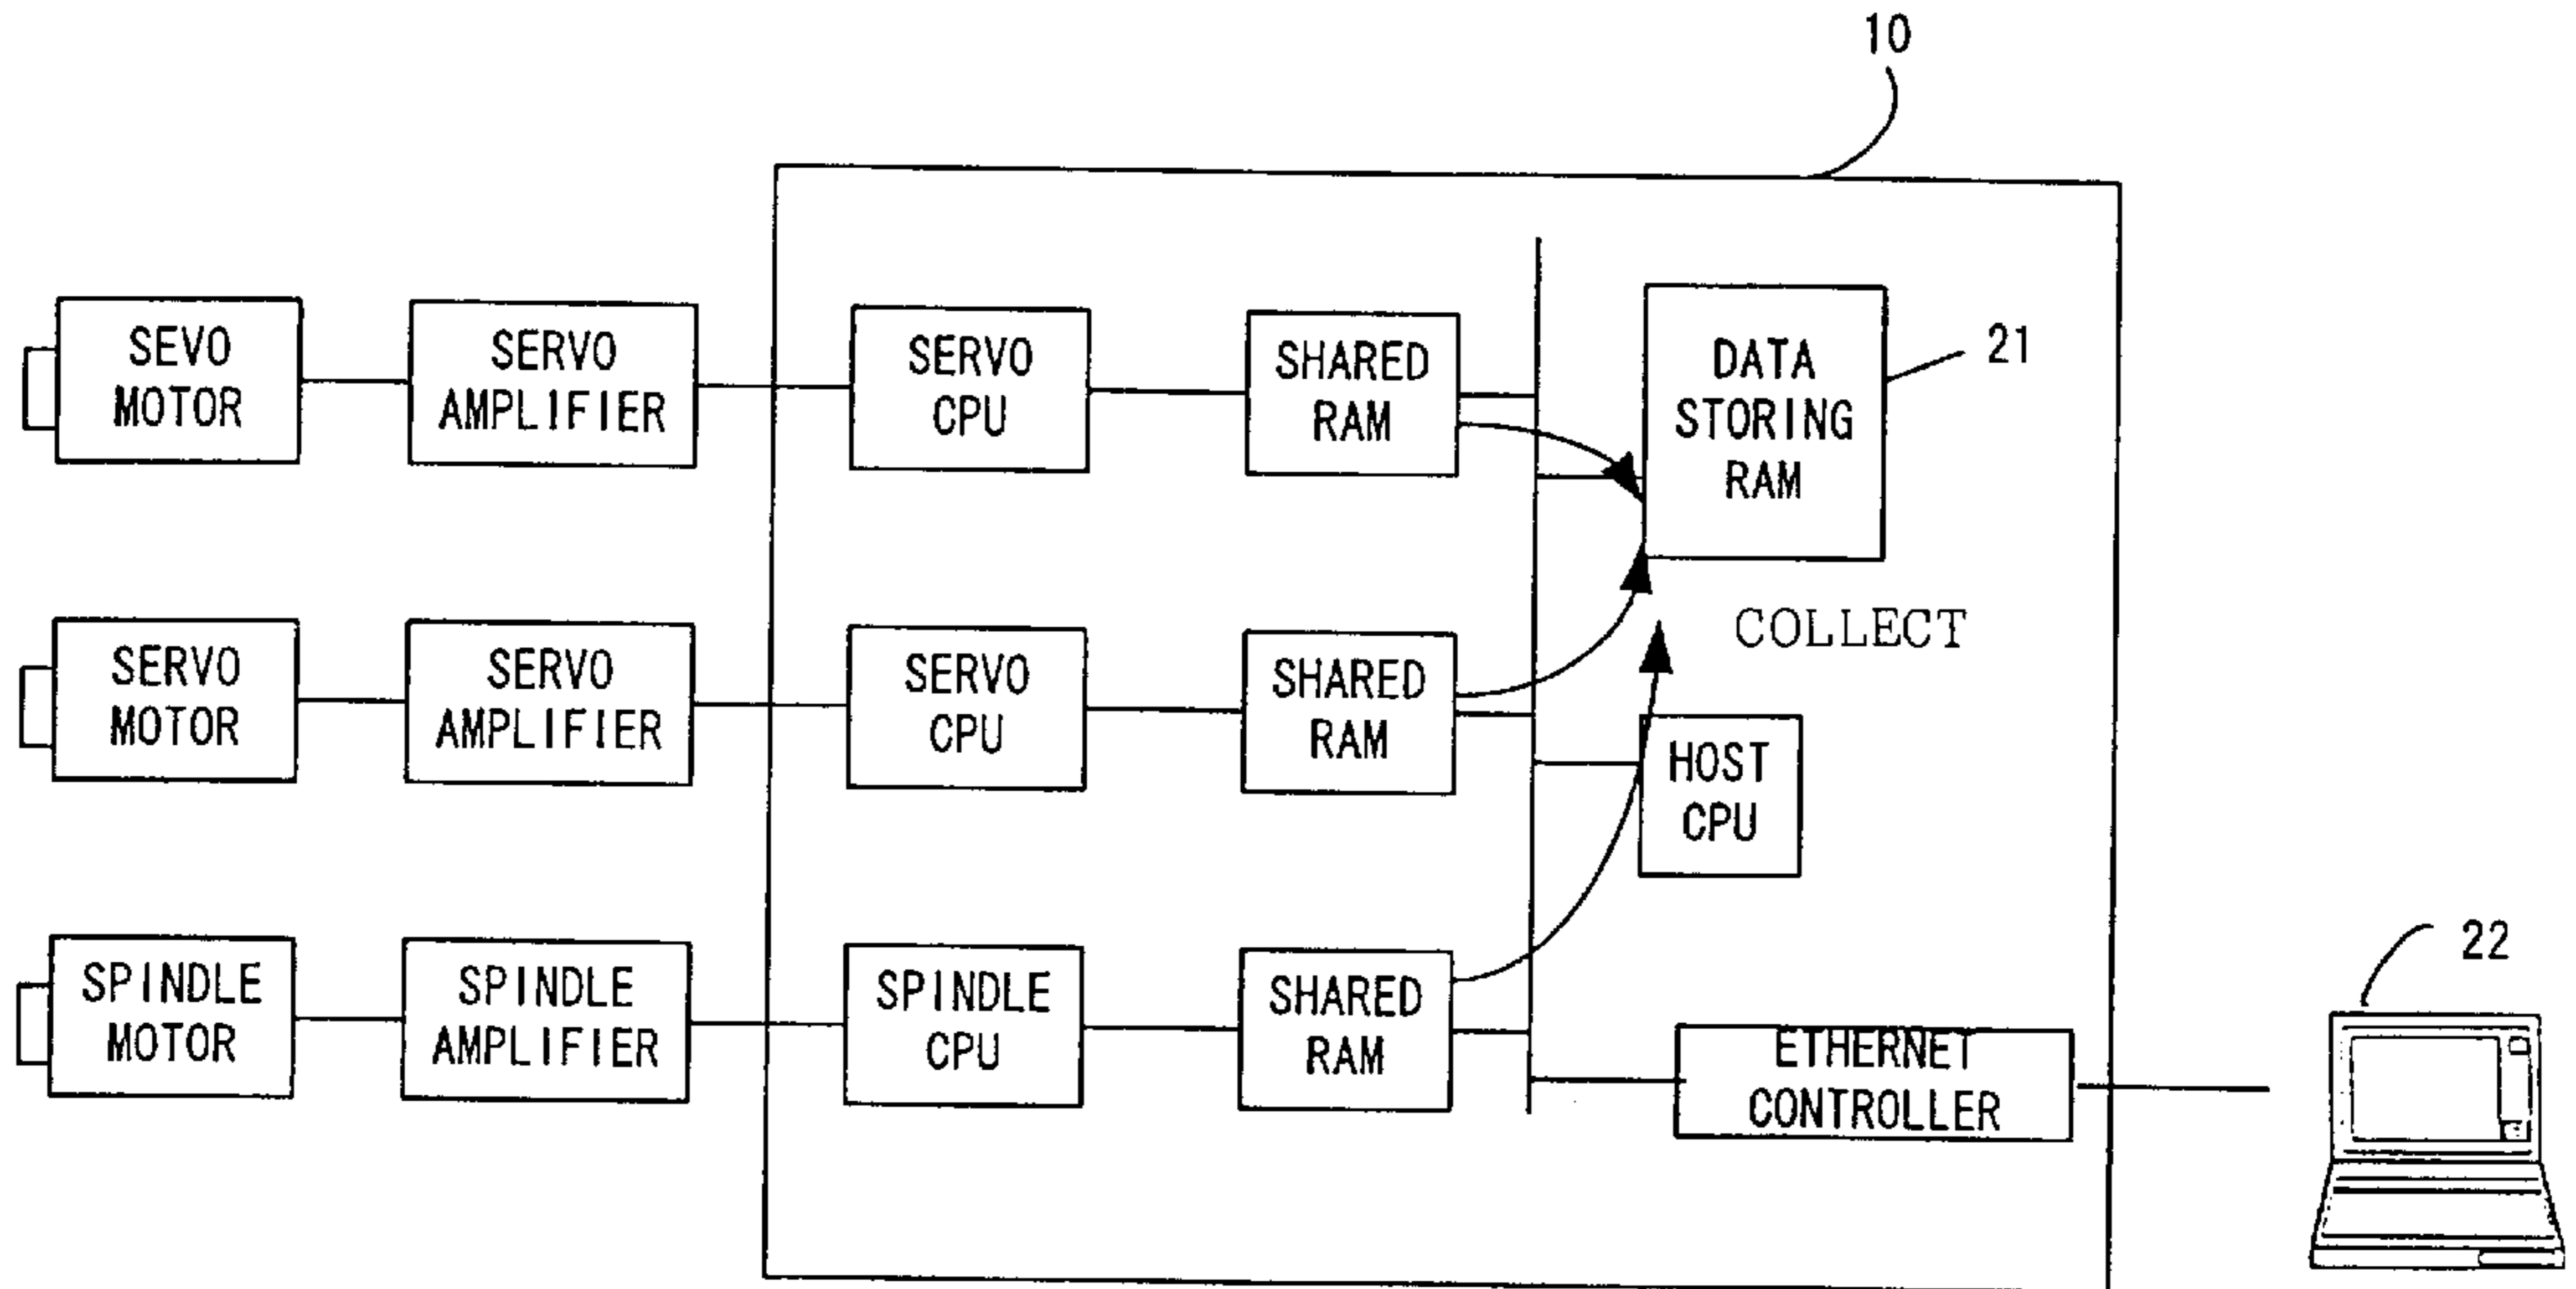 10
SEVO
MOTOR
SERVO
AMPLIFIER
SERVO
CPU
SHARED
RAM
DATA
STORING
RAM
21
COLLECT
SERVO
MOTOR
SERVO
AMPLIFIER
SERVO
CPU
SHARED
RAM
HOST
CPU
SPINDLE
MOTOR
SPINDLE
AMPLIFIER
SPINDLE
CPU
SHARED
RAM
ETHERNET
CONTROLLER
22